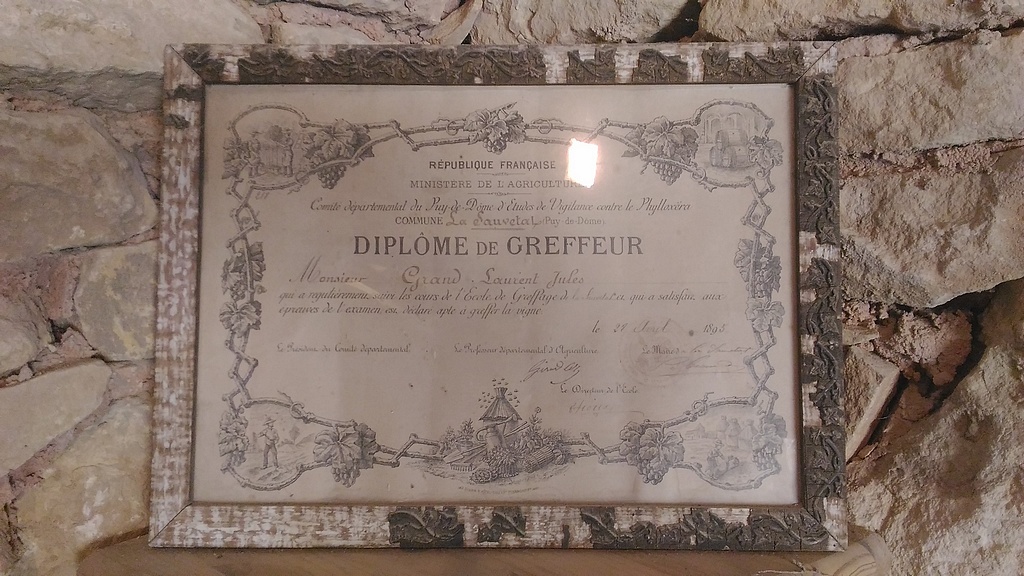 RÉPUBLIQUE FRANÇAISE
MINISTÈRE DE L'AGRICULTURE
Comité départemental du Puy-de-Dôme d'Études de Vigilance contre le Phylloxéra
COMMUNE La Sauvetat (Puy-de-Dôme)
DIPLÔME DE GREFFEUR
Monsieur Grand Laurent Jules
qui a régulièrement suivi les cours de l'École de Greffage de et qui a satisfait aux
épreuves de l'examen, est déclaré apte à greffer la vigne
le 28 189
Le Président du Comité départemental Le Professeur départemental d'Agriculture Le Maire
Le Directeur de l'École